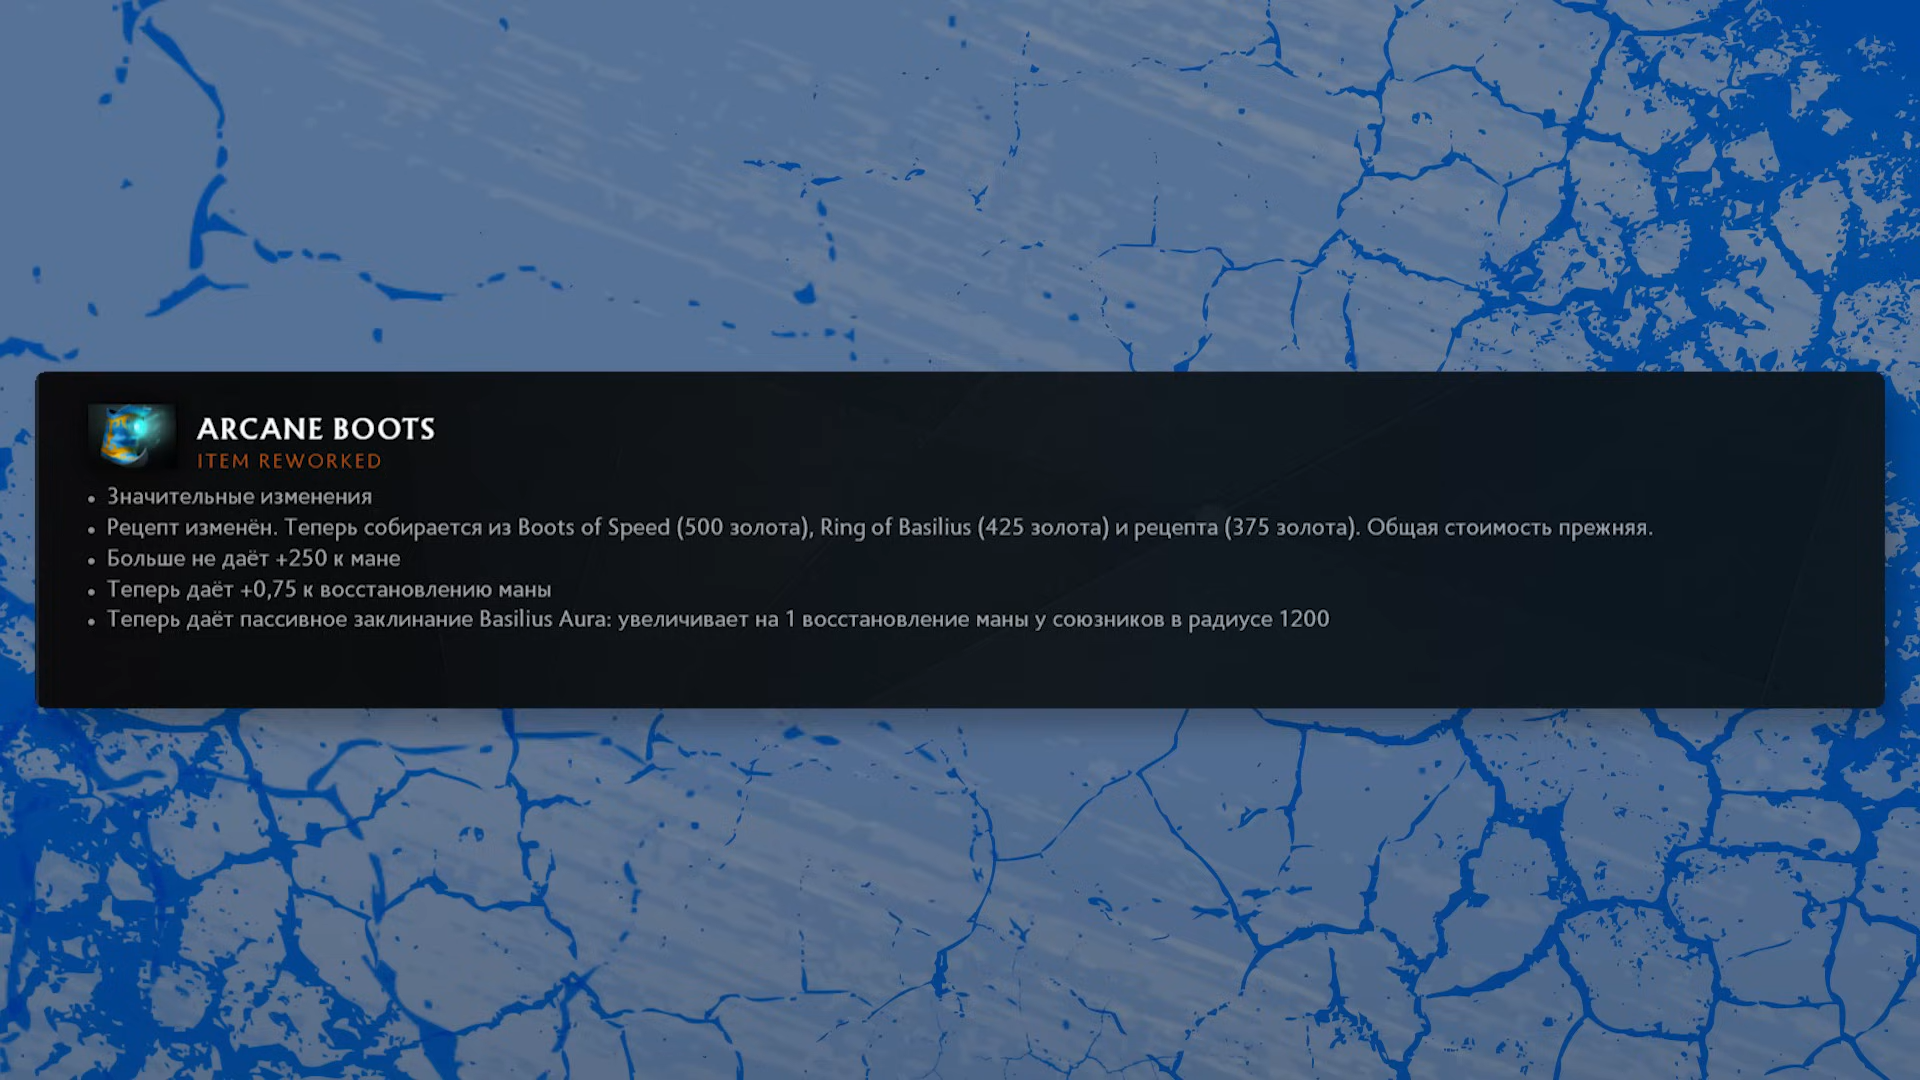 ARCANE BOOTS
ITEM REWORKED
• Значительные изменения
• Рецепт изменён. Теперь собирается из Boots of Speed (500 золота), Ring of Basilius (425 золота) и рецепта (375 золота). Общая стоимость прежняя.
• Больше не даёт +250 к мане
• Теперь даёт +0,75 к восстановлению маны
• Теперь даёт пассивное заклинание Basilius Aura: увеличивает на 1 восстановление маны у союзников в радиусе 1200